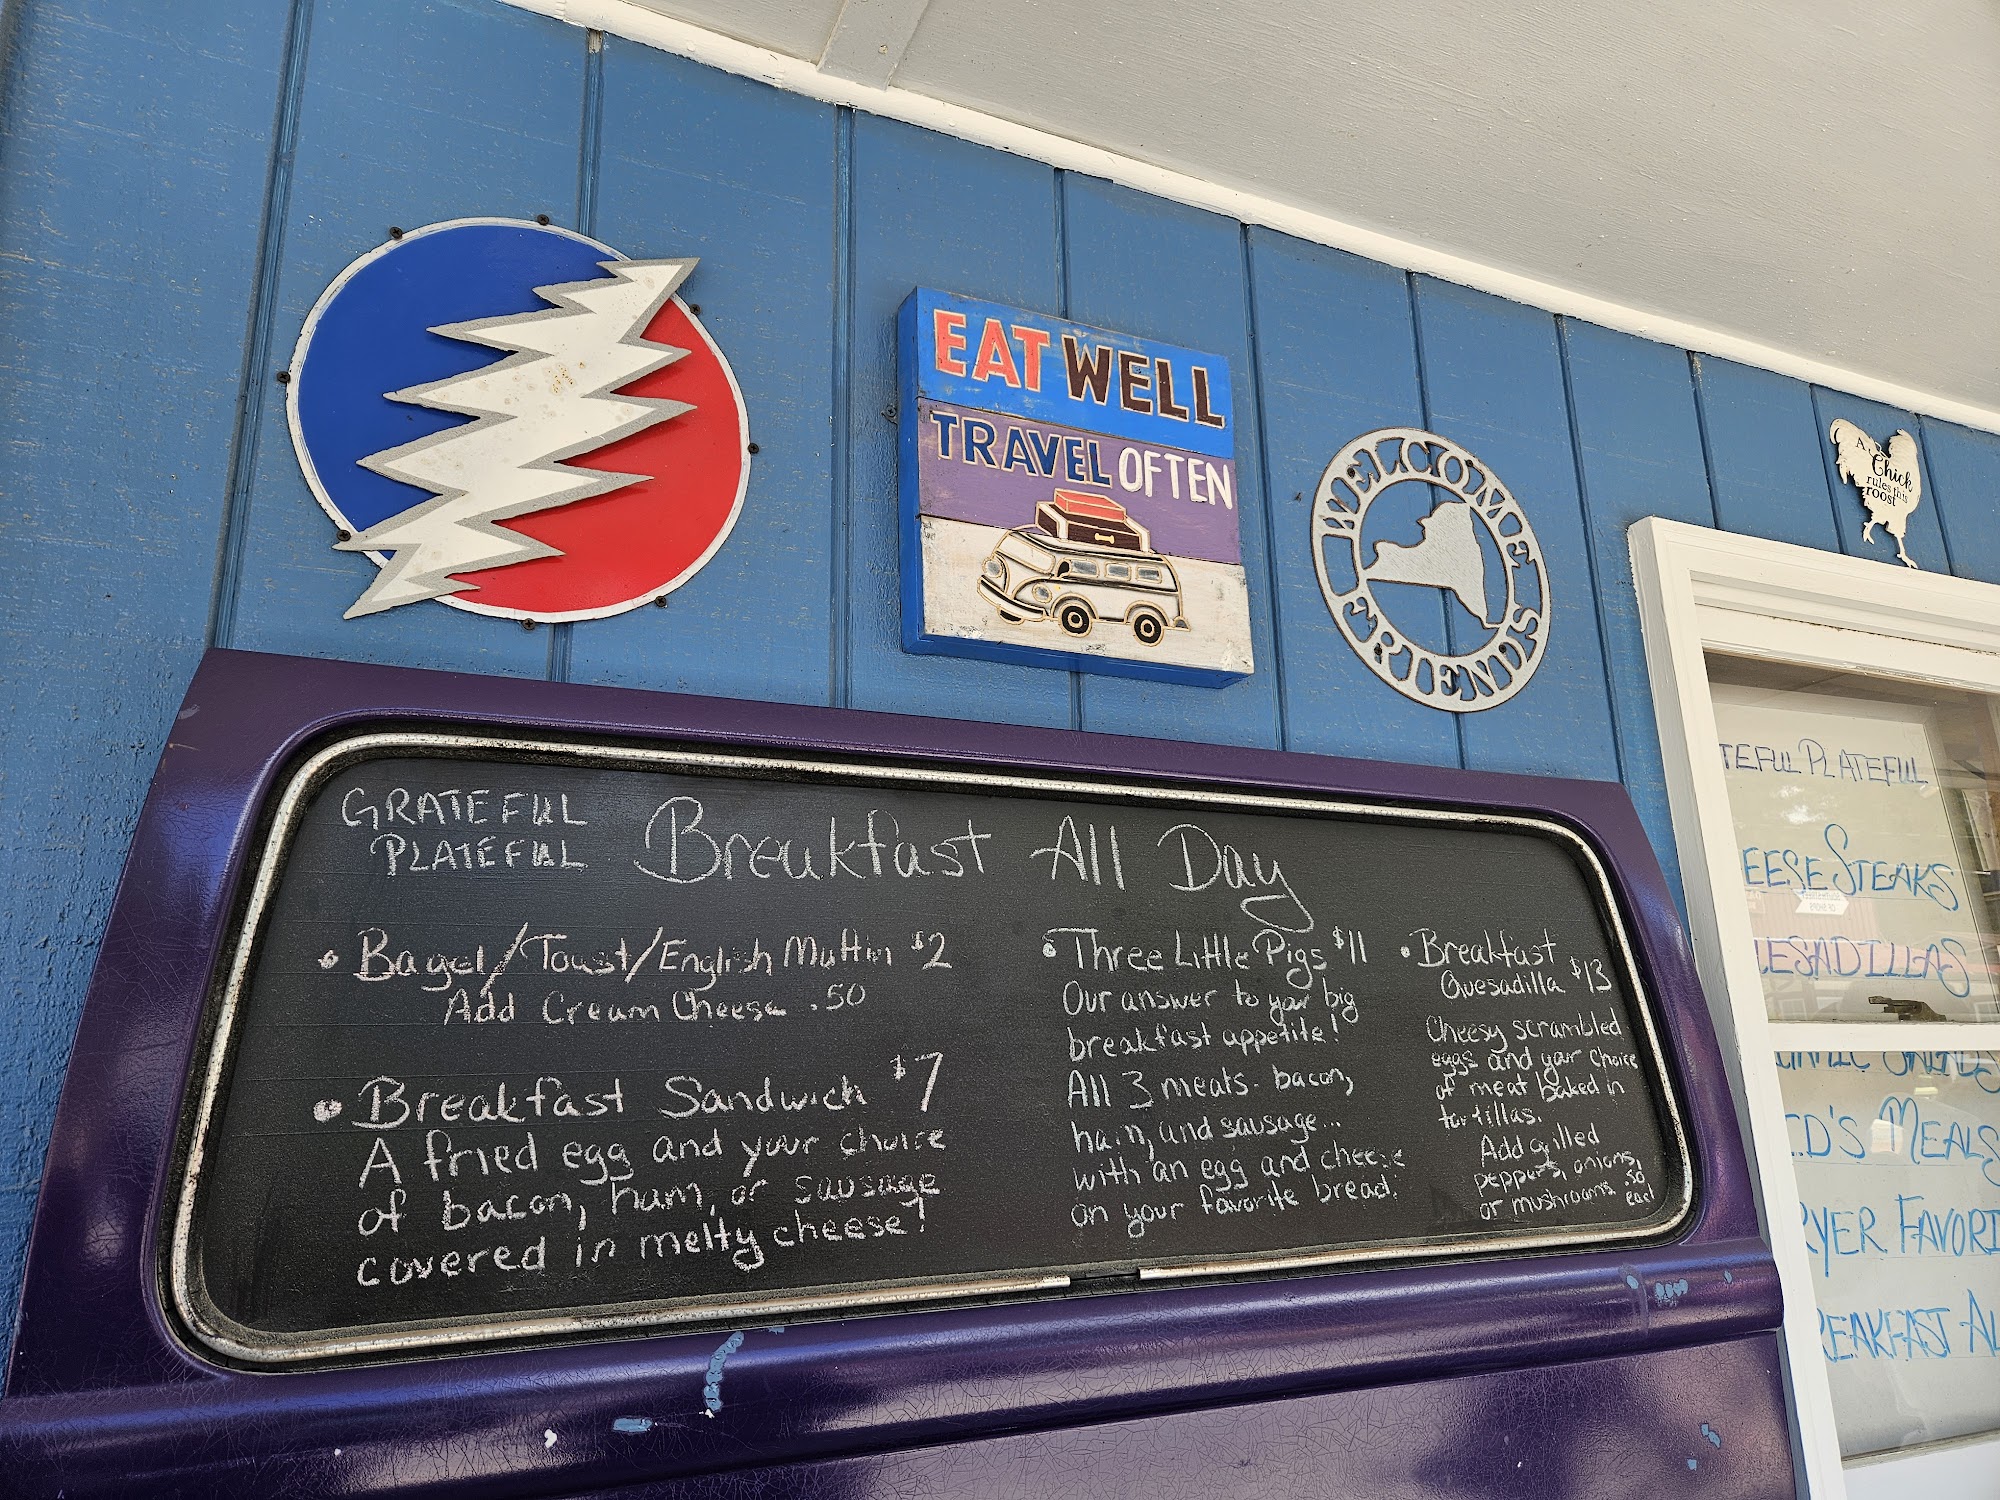 EAT WELL
TRAVEL OFTEN
WELCOME
FRIENDS
A
Chick
rules this
roost
GRATEFUL
PLATEFUL
Breakfast All Day
• Bagel/Toast/English Muffin $2
Add Cream Cheese .50
• Breakfast Sandwich $7
A fried egg and your choice
of bacon, ham, or sausage
covered in melty cheese!
• Three Little Pigs $11
Our answer to your big
breakfast appetite!
All 3 meats- bacon,
ham, and sausage...
with an egg and cheese
on your favorite bread.
• Breakfast
Quesadilla $13
Cheesy scrambled
eggs and your choice
of meat baked in
tortillas.
Add grilled
peppers, onions,
or mushrooms .50
each
TEFUL PLATEFUL
EESE STEAKS
ESADILLAS
MEALS
RYER FAVORI
REAKFAST AL